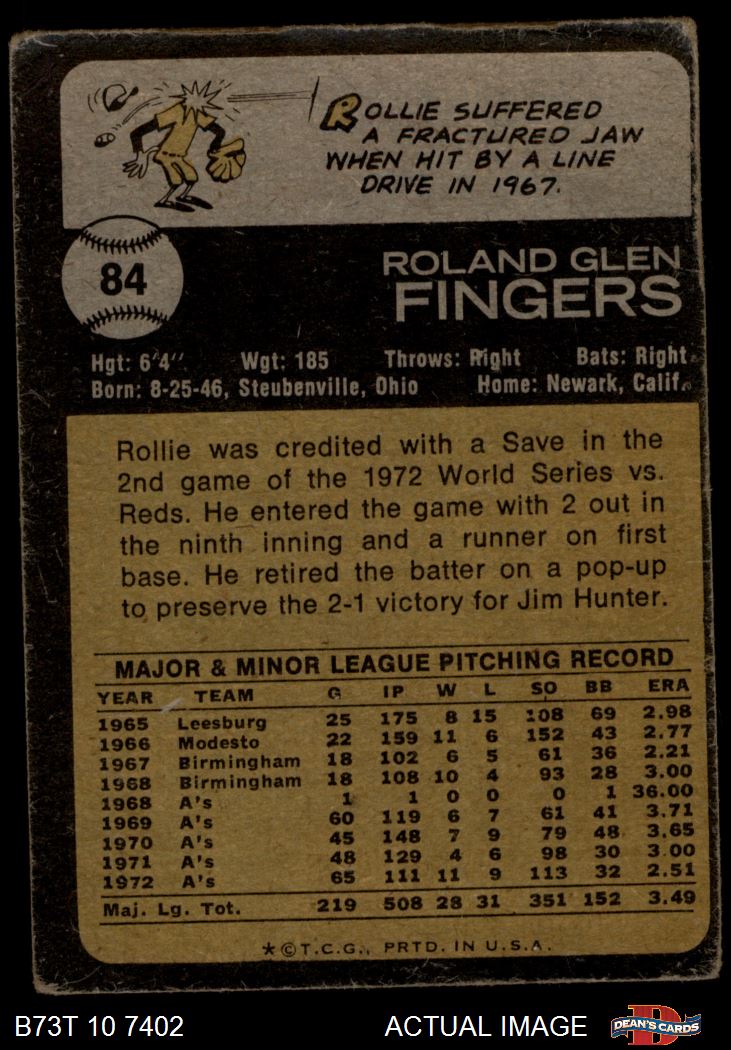 ROLLIE SUFFERED
A FRACTURED JAW
WHEN HIT BY A LINE
DRIVE IN 1967.
84
ROLAND GLEN
FINGERS
Hgt: 6'4" Wgt: 185 Throws: Right Bats: Right
Born: 8-25-46, Steubenville, Ohio Home: Newark, Calif.
Rollie was credited with a Save in the
2nd game of the 1972 World Series vs.
Reds. He entered the game with 2 out in
the ninth inning and a runner on first
base. He retired the batter on a pop-up
to preserve the 2-1 victory for Jim Hunter.
MAJOR & MINOR LEAGUE PITCHING RECORD
YEAR TEAM G IP W L SO BB ERA
1965 Leesburg 25 175 8 15 108 69 2.98
1966 Modesto 22 159 11 6 152 43 2.77
1967 Birmingham 18 102 6 5 61 36 2.21
1968 Birmingham 18 108 10 4 93 28 3.00
1968 A's 1 1 0 0 0 1 36.00
1969 A's 60 119 6 7 61 41 3.71
1970 A's 45 148 7 9 79 48 3.65
1971 A's 48 129 4 6 98 30 3.00
1972 A's 65 111 11 9 113 32 2.51
Maj. Lg. Tot. 219 508 28 31 351 152 3.49
*©T.C.G., PRTD. IN U.S.A.
B73T 10 7402 ACTUAL IMAGE
DEAN'S CARDS